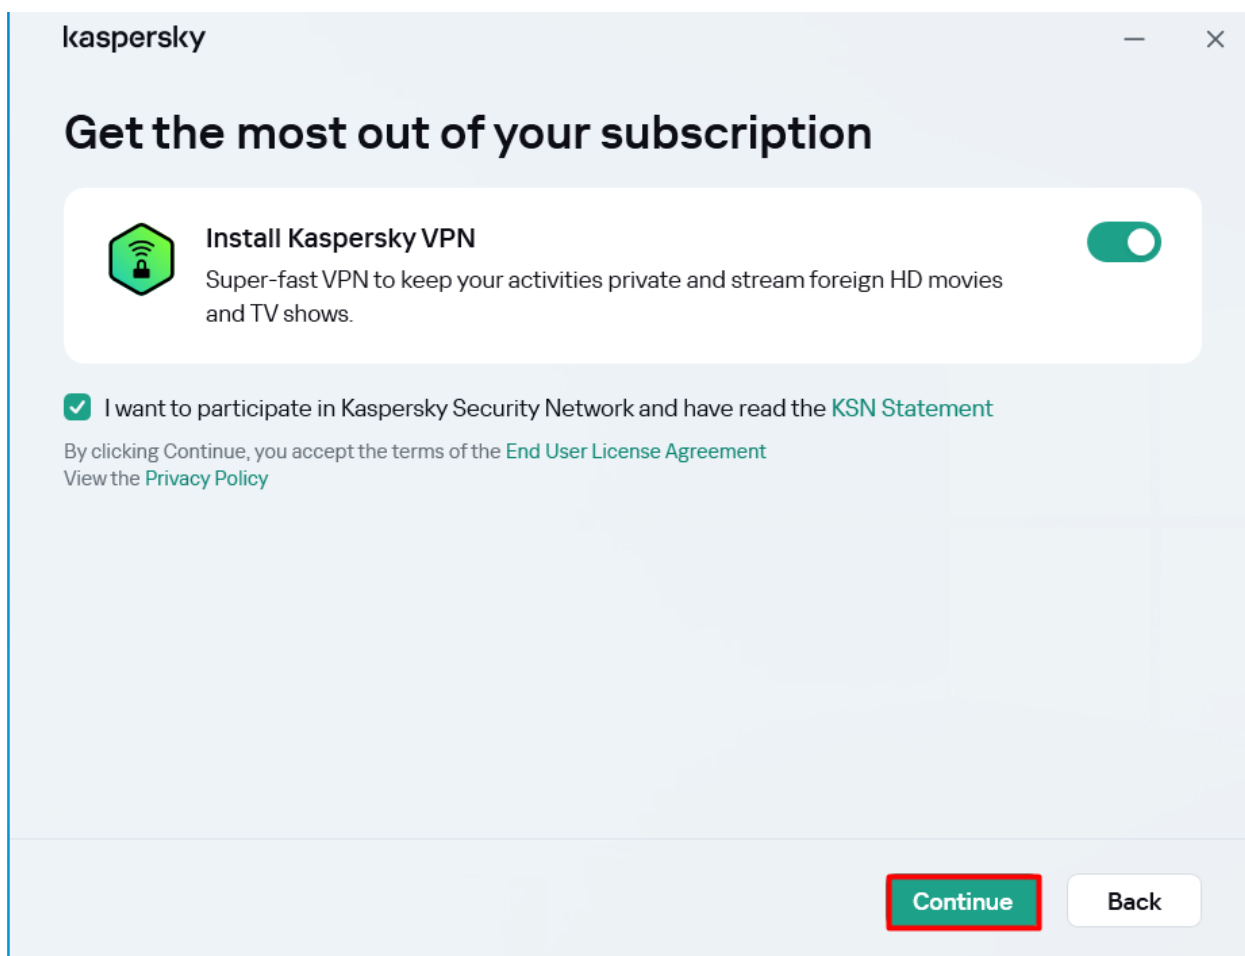 kaspersky
Get the most out of your subscription
Install Kaspersky VPN
Super-fast VPN to keep your activities private and stream foreign HD movies
and TV shows.
I want to participate in Kaspersky Security Network and have read the KSN Statement
By clicking Continue, you accept the terms of the End User License Agreement
View the Privacy Policy
Continue
Back